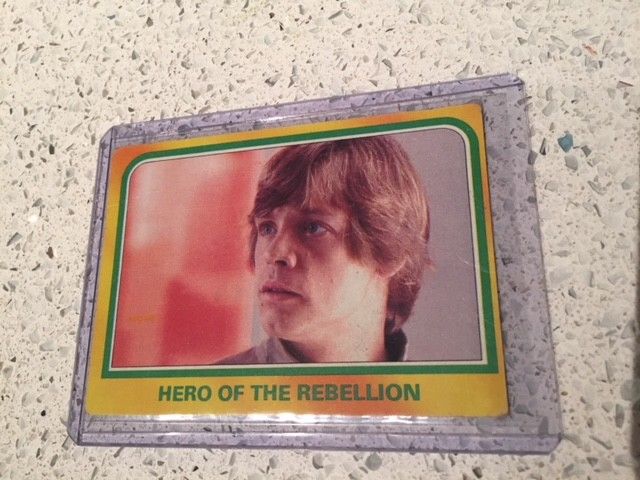 HERO OF THE REBELLION